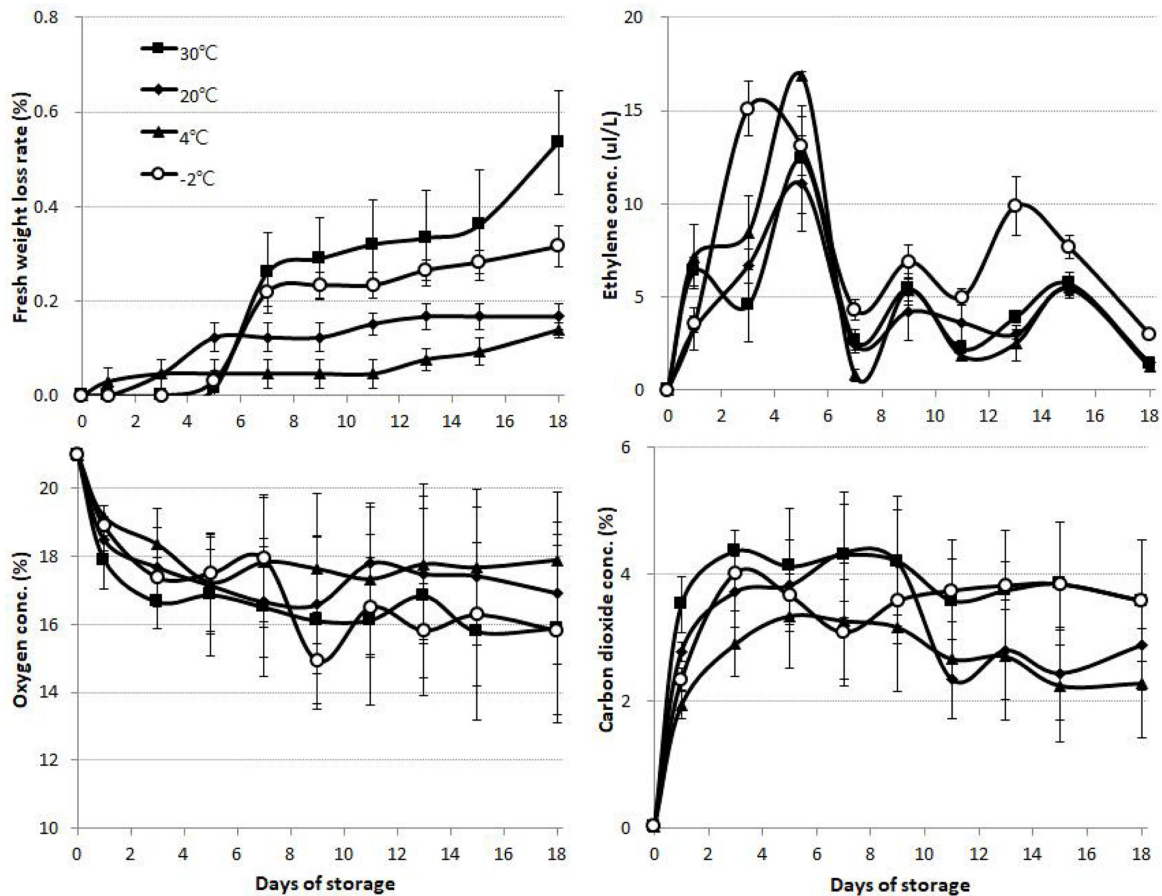 Fresh weight loss rate (%)
0.8
0.6
0.4
0.2
0.0
30℃
20℃
4℃
-2℃
0 2 4 6 8 10 12 14 16 18
Ethylene conc. (ul/L)
20
15
10
5
0
0 2 4 6 8 10 12 14 16 18
Oxygen conc. (%)
20
18
16
14
12
10
0 2 4 6 8 10 12 14 16 18
Days of storage
Carbon dioxide conc. (%)
6
4
2
0
0 2 4 6 8 10 12 14 16 18
Days of storage